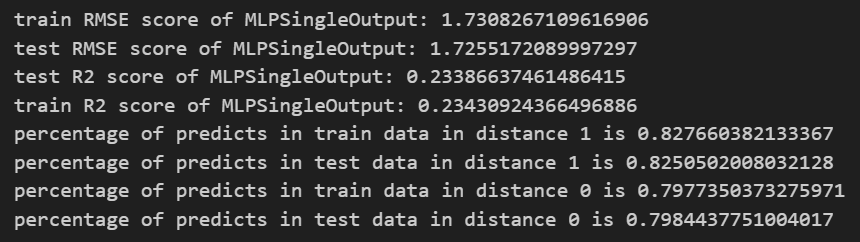 train RMSE score of MLPSingleOutput: 1.7308267109616906
test RMSE score of MLPSingleOutput: 1.7255172089997297
test R2 score of MLPSingleOutput: 0.23386637461486415
train R2 score of MLPSingleOutput: 0.23430924366496886
percentage of predicts in train data in distance 1 is 0.827660382133367
percentage of predicts in test data in distance 1 is 0.8250502008032128
percentage of predicts in train data in distance 0 is 0.7977350373275971
percentage of predicts in test data in distance 0 is 0.7984437751004017